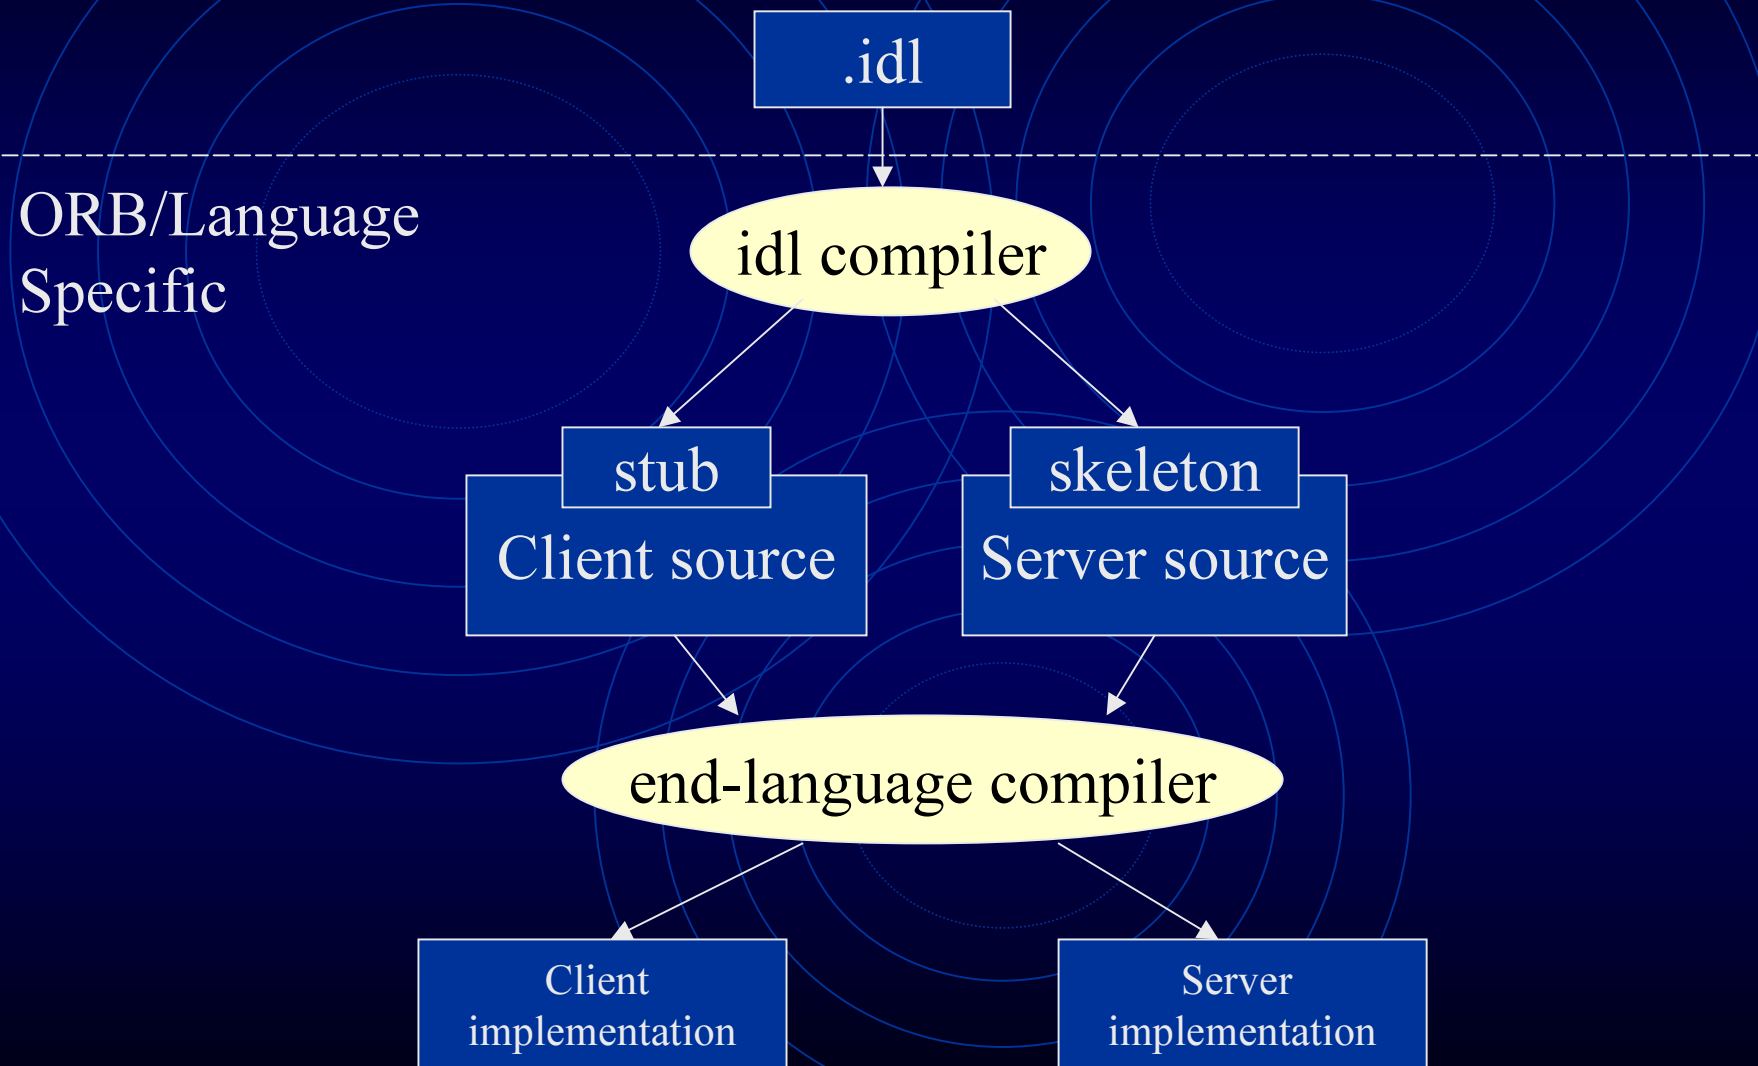 .idl
ORB/Language
Specific
idl compiler
stub
skeleton
Client source
Server source
end-language compiler
Client
implementation
Server
implementation